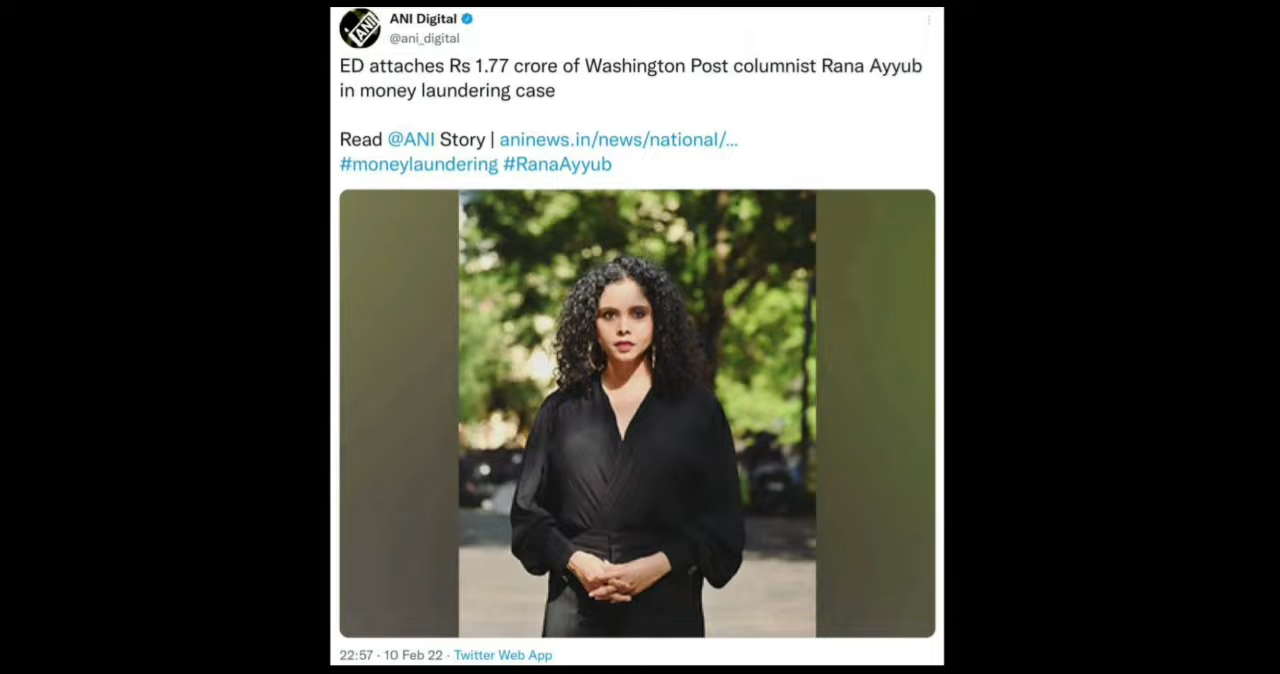 ANI Digital
@ani_digital
ED attaches Rs 1.77 crore of Washington Post columnist Rana Ayyub
in money laundering case
Read @ANI Story | aninews.in/news/national/...
#moneylaundering #RanaAyyub
22:57 · 10 Feb 22 · Twitter Web App
ANI